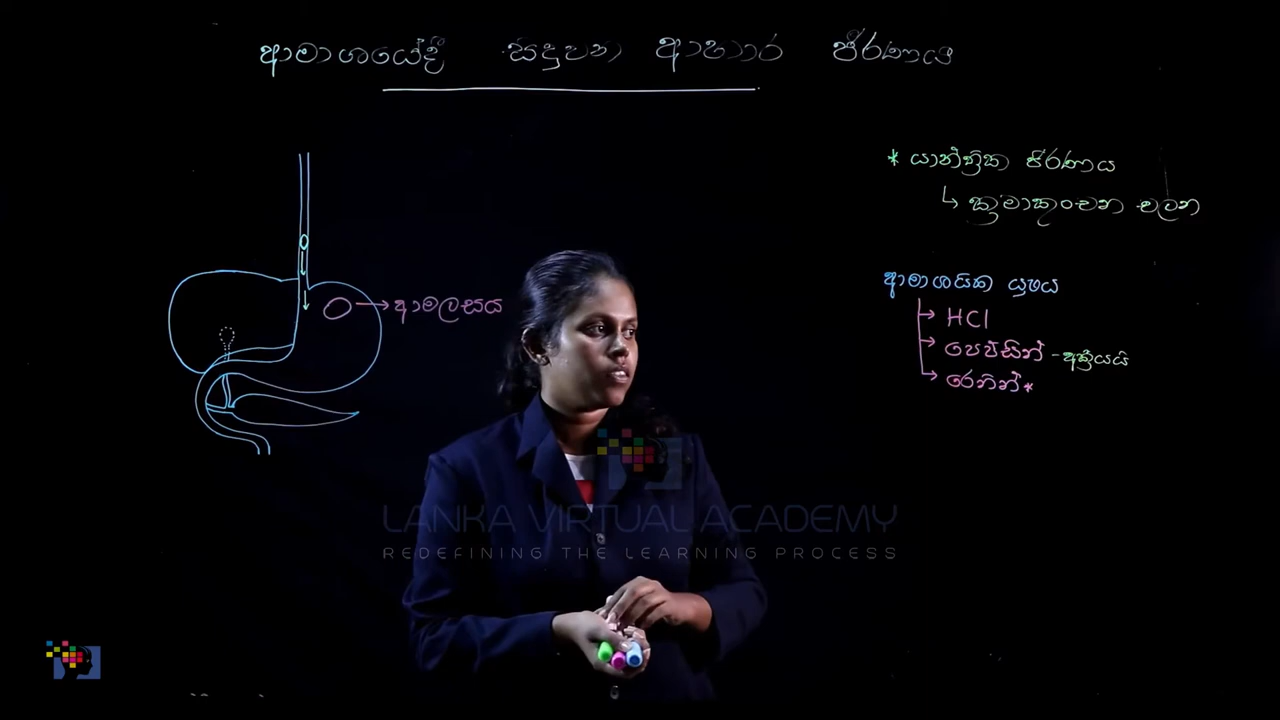 ආමාශයේදී සිදුවන ආහාර ජීරණය
* යාන්ත්‍රික ජීරණය
↳ ක්‍රමාකුංචන චලන
ආමාශයික යුෂය
→ HCl
→ පෙප්සින් - අක්‍රීයයි
→ රෙනින් *
→ ආමලසය
LANKA VIRTUAL ACADEMY
REDEFINING THE LEARNING PROCESS